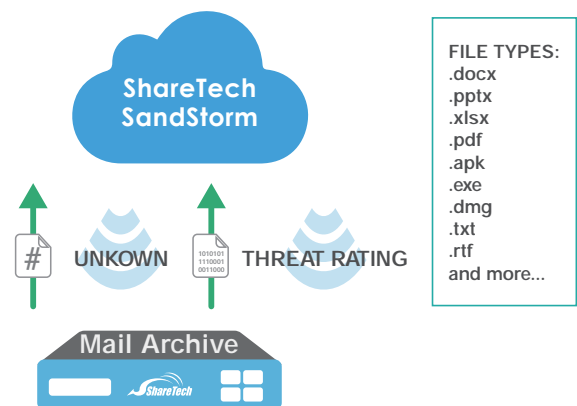 ShareTech
SandStorm
FILE TYPES:
.docx
.pptx
.xlsx
.pdf
.apk
.exe
.dmg
.txt
.rtf
and more...
#
UNKOWN
1010101
1110001
0011000
THREAT RATING
Mail Archive
ShareTech